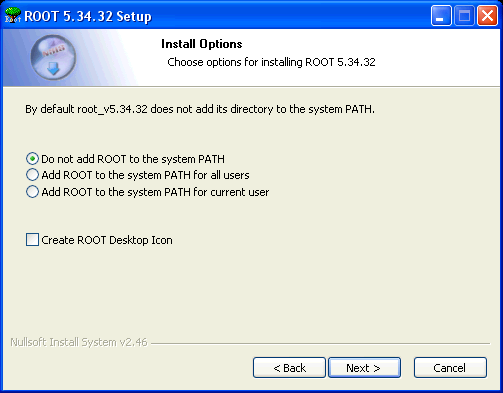 ROOT 5.34.32 Setup
Install Options
Choose options for installing ROOT 5.34.32
By default root_v5.34.32 does not add its directory to the system PATH.
Do not add ROOT to the system PATH
Add ROOT to the system PATH for all users
Add ROOT to the system PATH for current user
Create ROOT Desktop Icon
Nullsoft Install System v2.46
< Back
Next >
Cancel